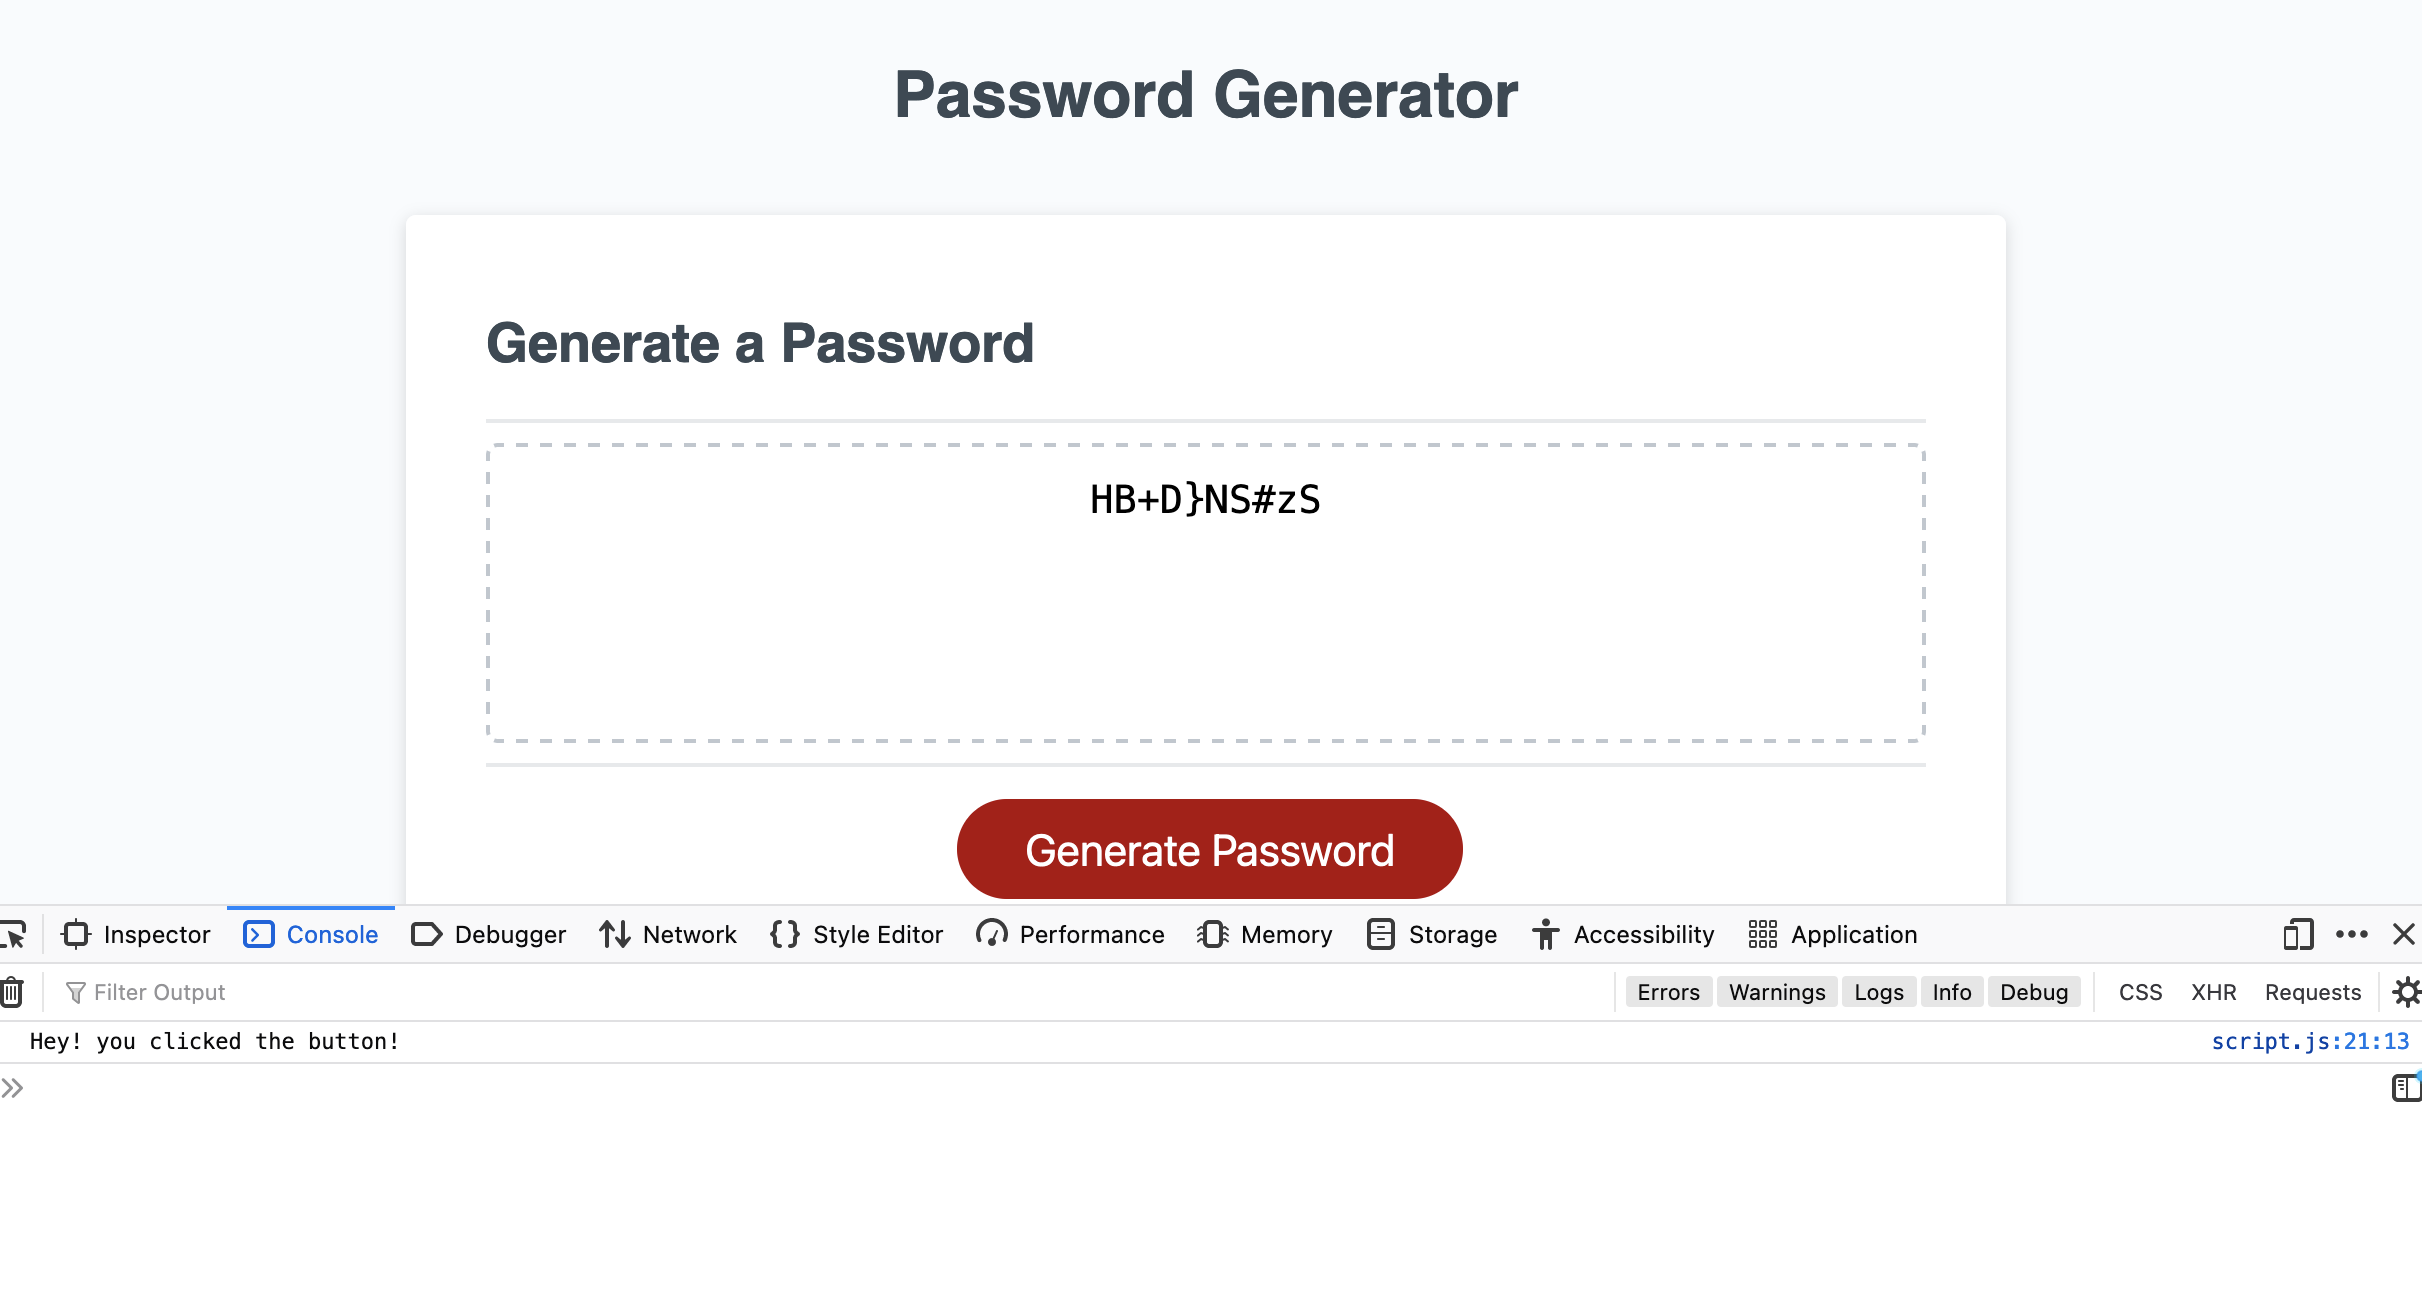 Password Generator
Generate a Password
HB+D}NS#zS
Generate Password
Inspector Console Debugger Network Style Editor Performance Memory Storage Accessibility Application
Filter Output Errors Warnings Logs Info Debug CSS XHR Requests
Hey! you clicked the button! script.js:21:13